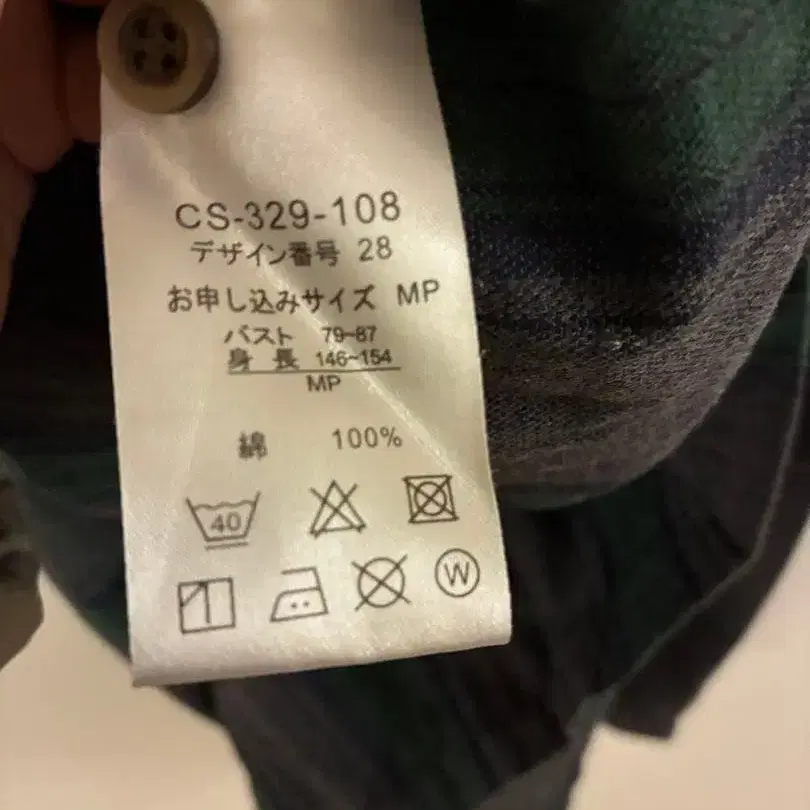 CS-329-108
デザイン番号 28
お申し込みサイズ MP
バスト 79~87
身長 146~154
MP
綿 100%
40
W